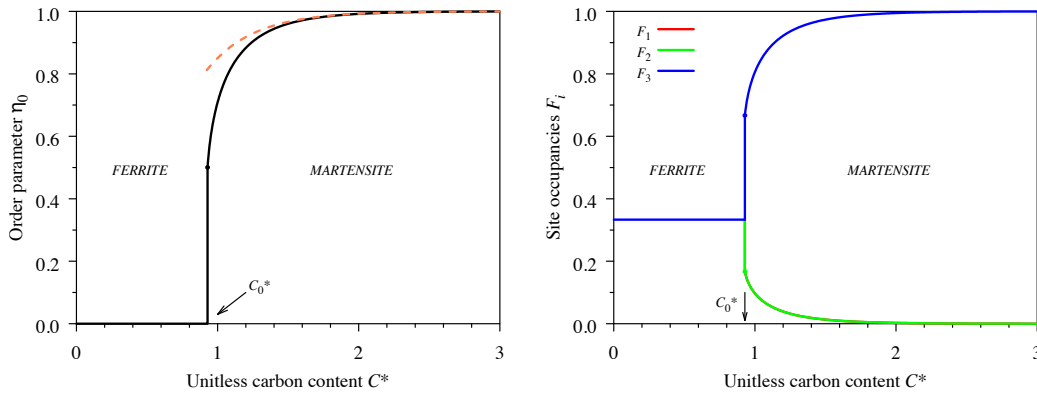 Order parameter η0
1.0
0.8
0.6
0.4
0.2
0.0
FERRITE
MARTENSITE
C0*
0
1
2
3
Unitless carbon content C*
Site occupancies Fi
1.0
0.8
0.6
0.4
0.2
0.0
F1
F2
F3
FERRITE
MARTENSITE
C0*
0
1
2
3
Unitless carbon content C*